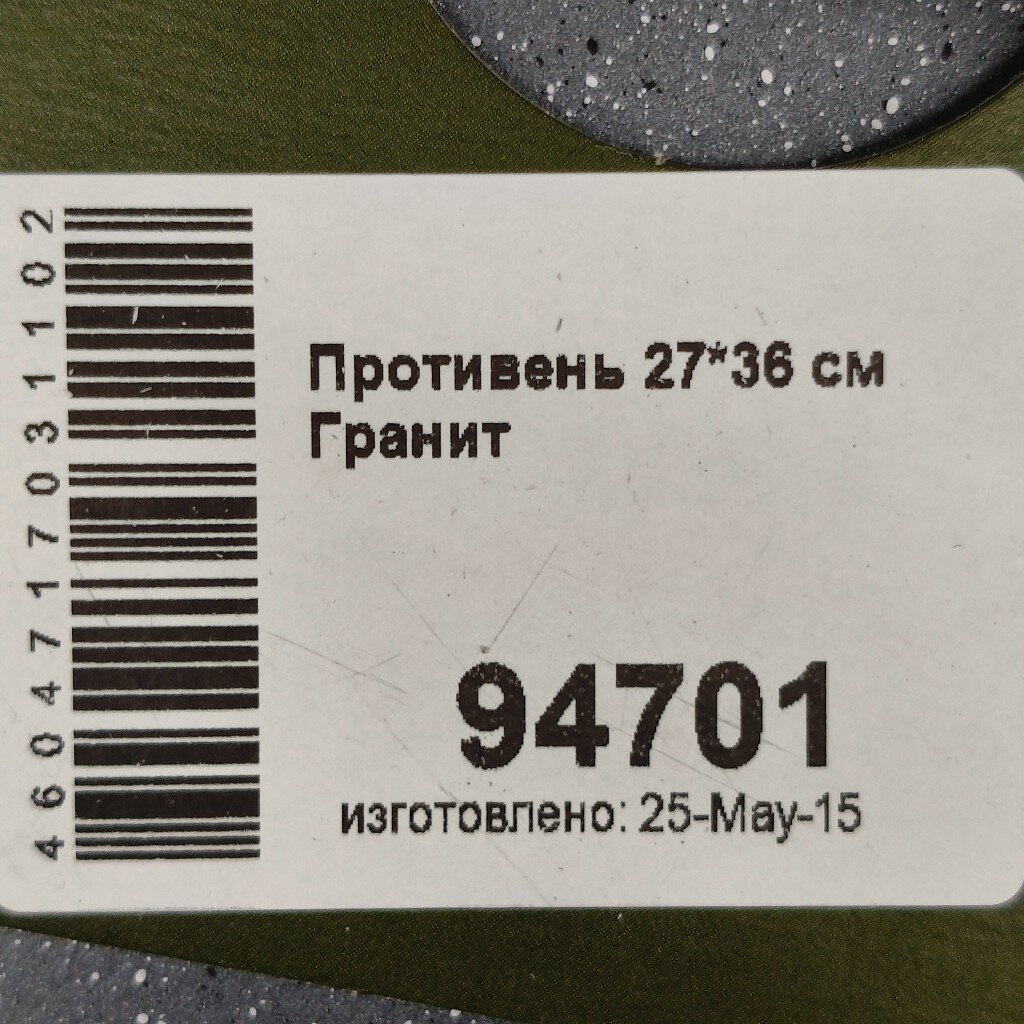 4604717031102
Противень 27*36 см
Гранит
94701
изготовлено: 25-May-15